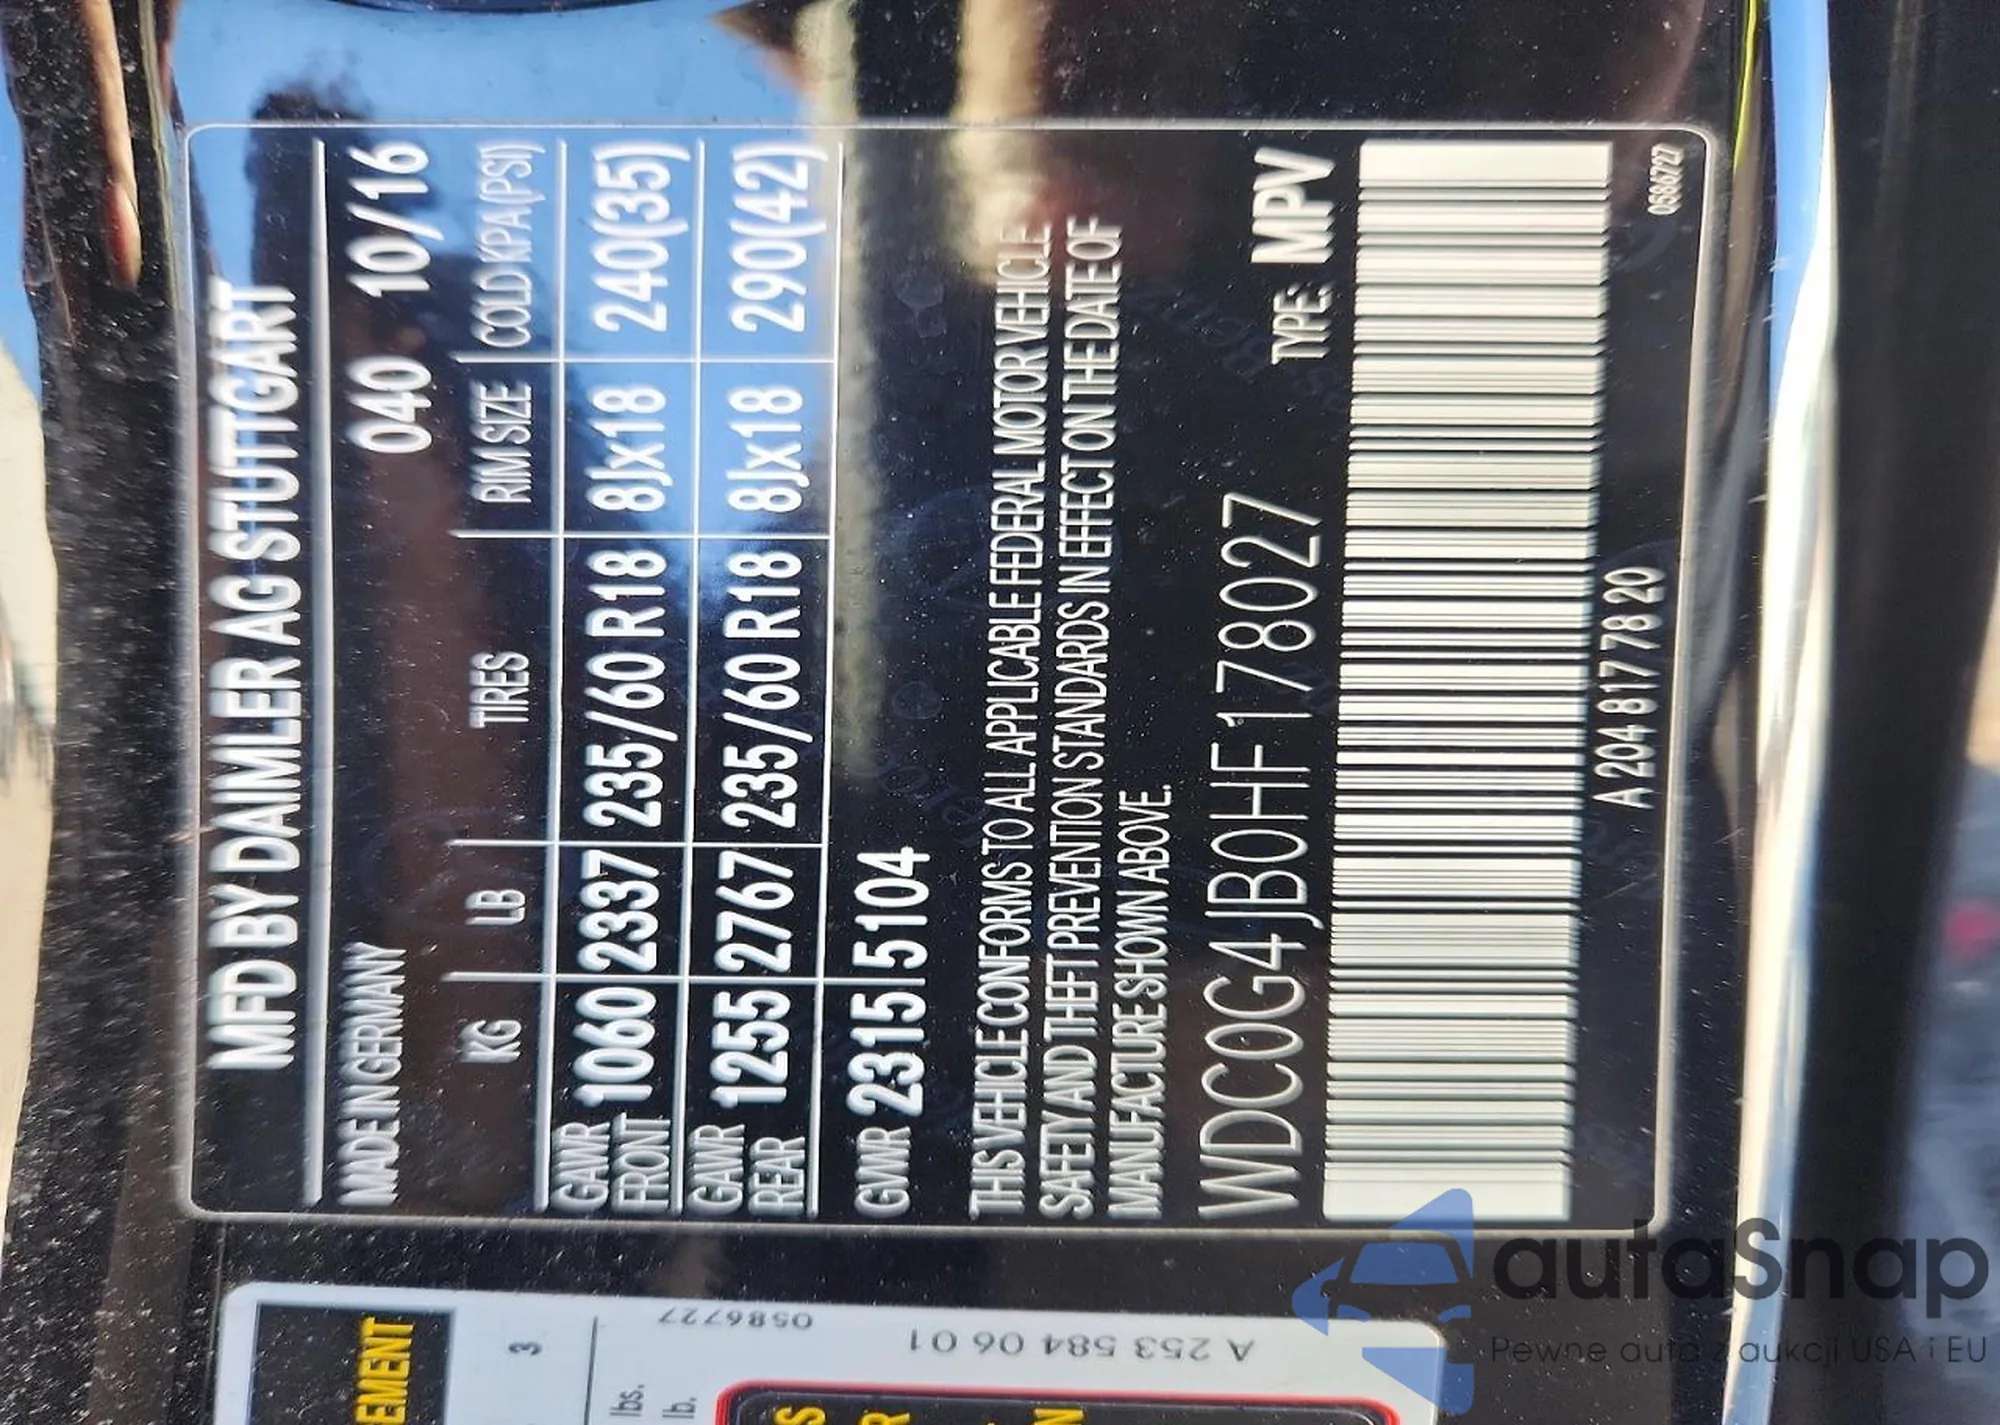 MFD BY DAIMLER AG STUTTGART
MADE IN GERMANY 040 10/16
KG LB TIRES RIM SIZE COLD KPA (PSI)
GAWR FRONT 1060 2337 235/60 R18 8Jx18 240(35)
GAWR REAR 1255 2767 235/60 R18 8Jx18 290(42)
GVWR 2315 5104
THIS VEHICLE CONFORMS TO ALL APPLICABLE FEDERAL MOTOR VEHICLE
SAFETY AND THEFT PREVENTION STANDARDS IN EFFECT ON THE DATE OF
MANUFACTURE SHOWN ABOVE.
WDC0G4JB0HF178027 TYPE: MPV
A 204 817 78 20
0586727
EMENT
3
lbs.
lb.
0586727
A 253 584 06 01
autaSnap
Pewne auta z aukcji USA i EU